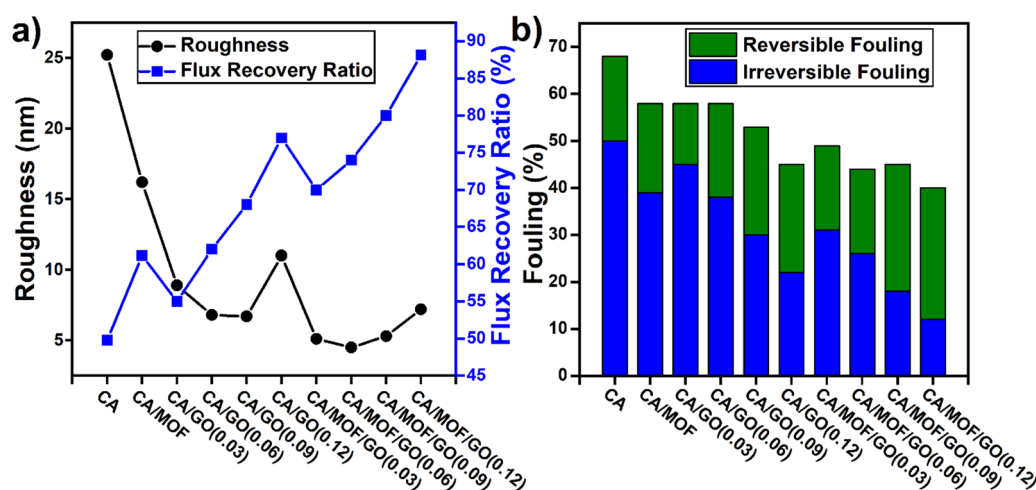 a)
Roughness
Flux Recovery Ratio
Roughness (nm)
25
20
15
10
5
Flux Recovery Ratio (%)
90
85
80
75
70
65
60
55
50
45
CA
CA/MOF
CA/GO(0.03)
CA/GO(0.06)
CA/GO(0.09)
CA/GO(0.12)
CA/MOF/GO(0.03)
CA/MOF/GO(0.06)
CA/MOF/GO(0.09)
CA/MOF/GO(0.12)
b)
Reversible Fouling
Irreversible Fouling
Fouling (%)
70
60
50
40
30
20
10
0
CA
CA/MOF
CA/GO(0.03)
CA/GO(0.06)
CA/GO(0.09)
CA/GO(0.12)
CA/MOF/GO(0.03)
CA/MOF/GO(0.06)
CA/MOF/GO(0.09)
CA/MOF/GO(0.12)